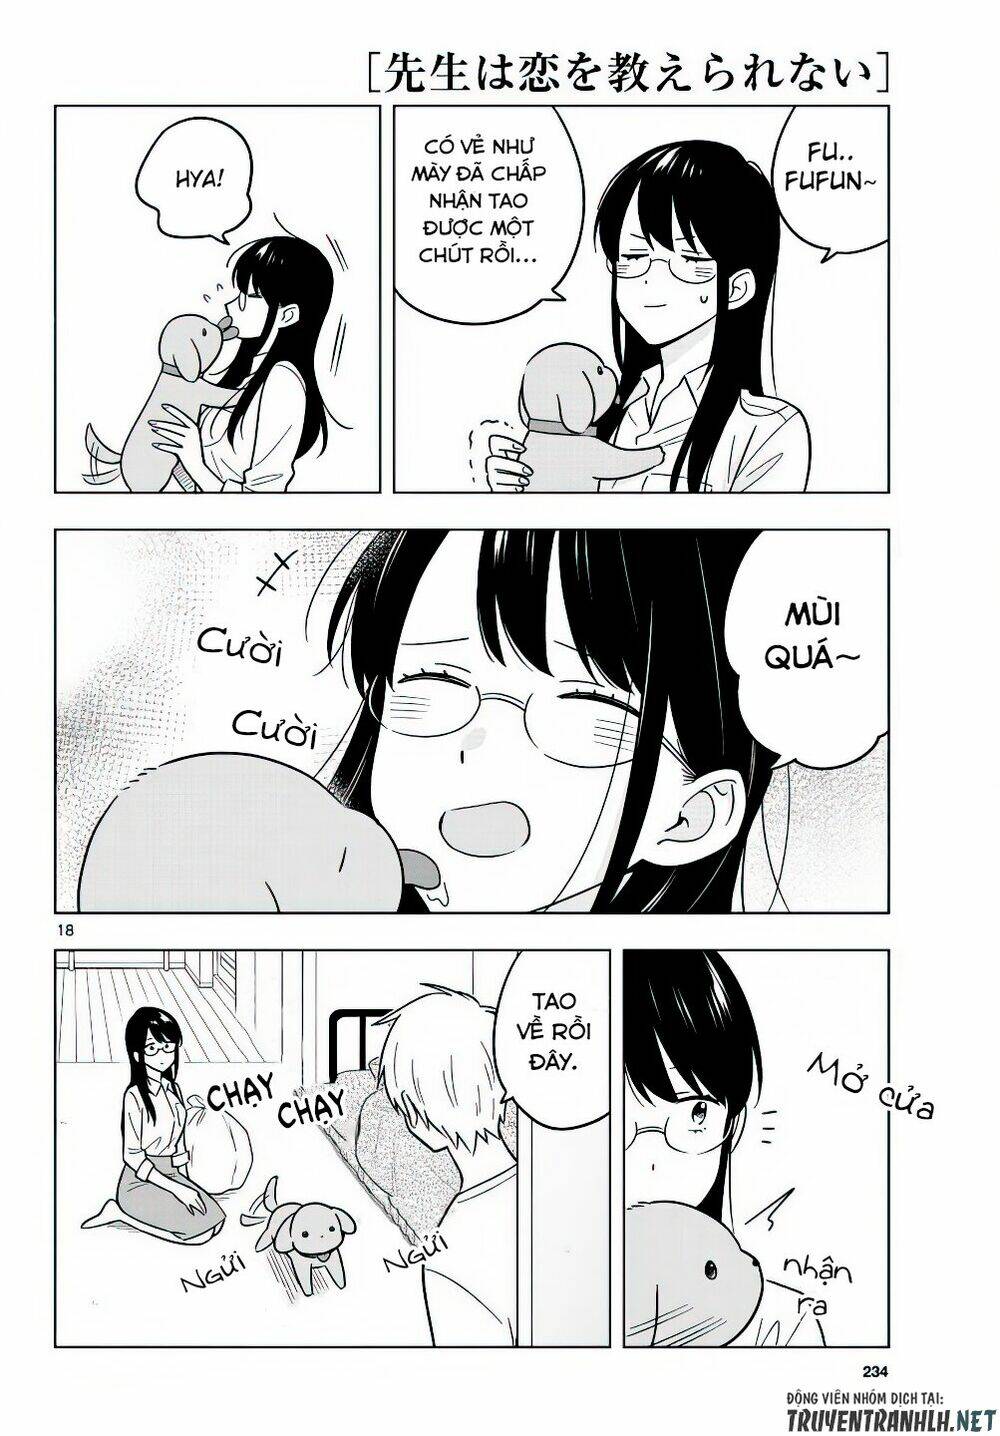 [先生は恋を教えられない]
FU..
FUFUN~
CÓ VẺ NHƯ
MÀY ĐÃ CHẤP
NHẬN TAO
ĐƯỢC MỘT
CHÚT RỒI...
HYA!
MÙI
QUÁ~
Cười
Cười
18
Mở cửa
nhận
ra
TAO
VỀ RỒI
ĐÂY.
CHẠY
CHẠY
NGỬI
NGỬI
234
ĐỘNG VIÊN NHÓM DỊCH TẠI:
TRUYENTRANHLH.NET